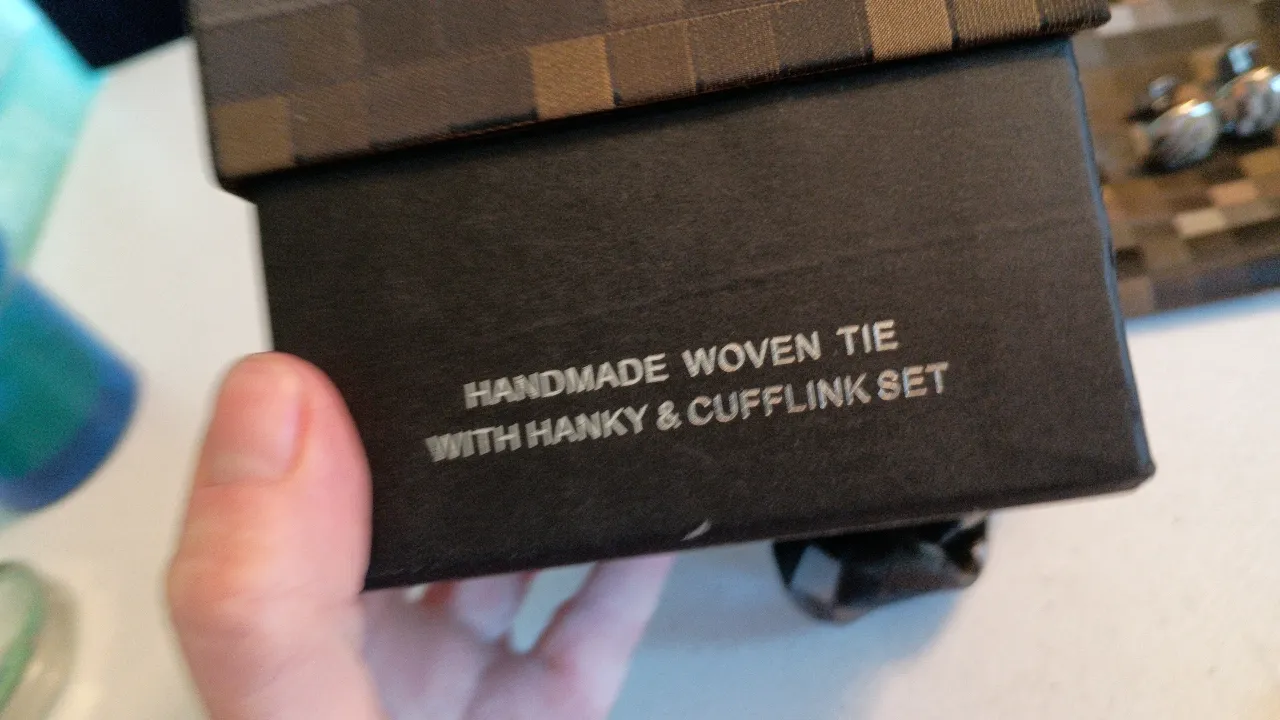 HANDMADE WOVEN TIE
WITH HANKY & CUFFLINK SET